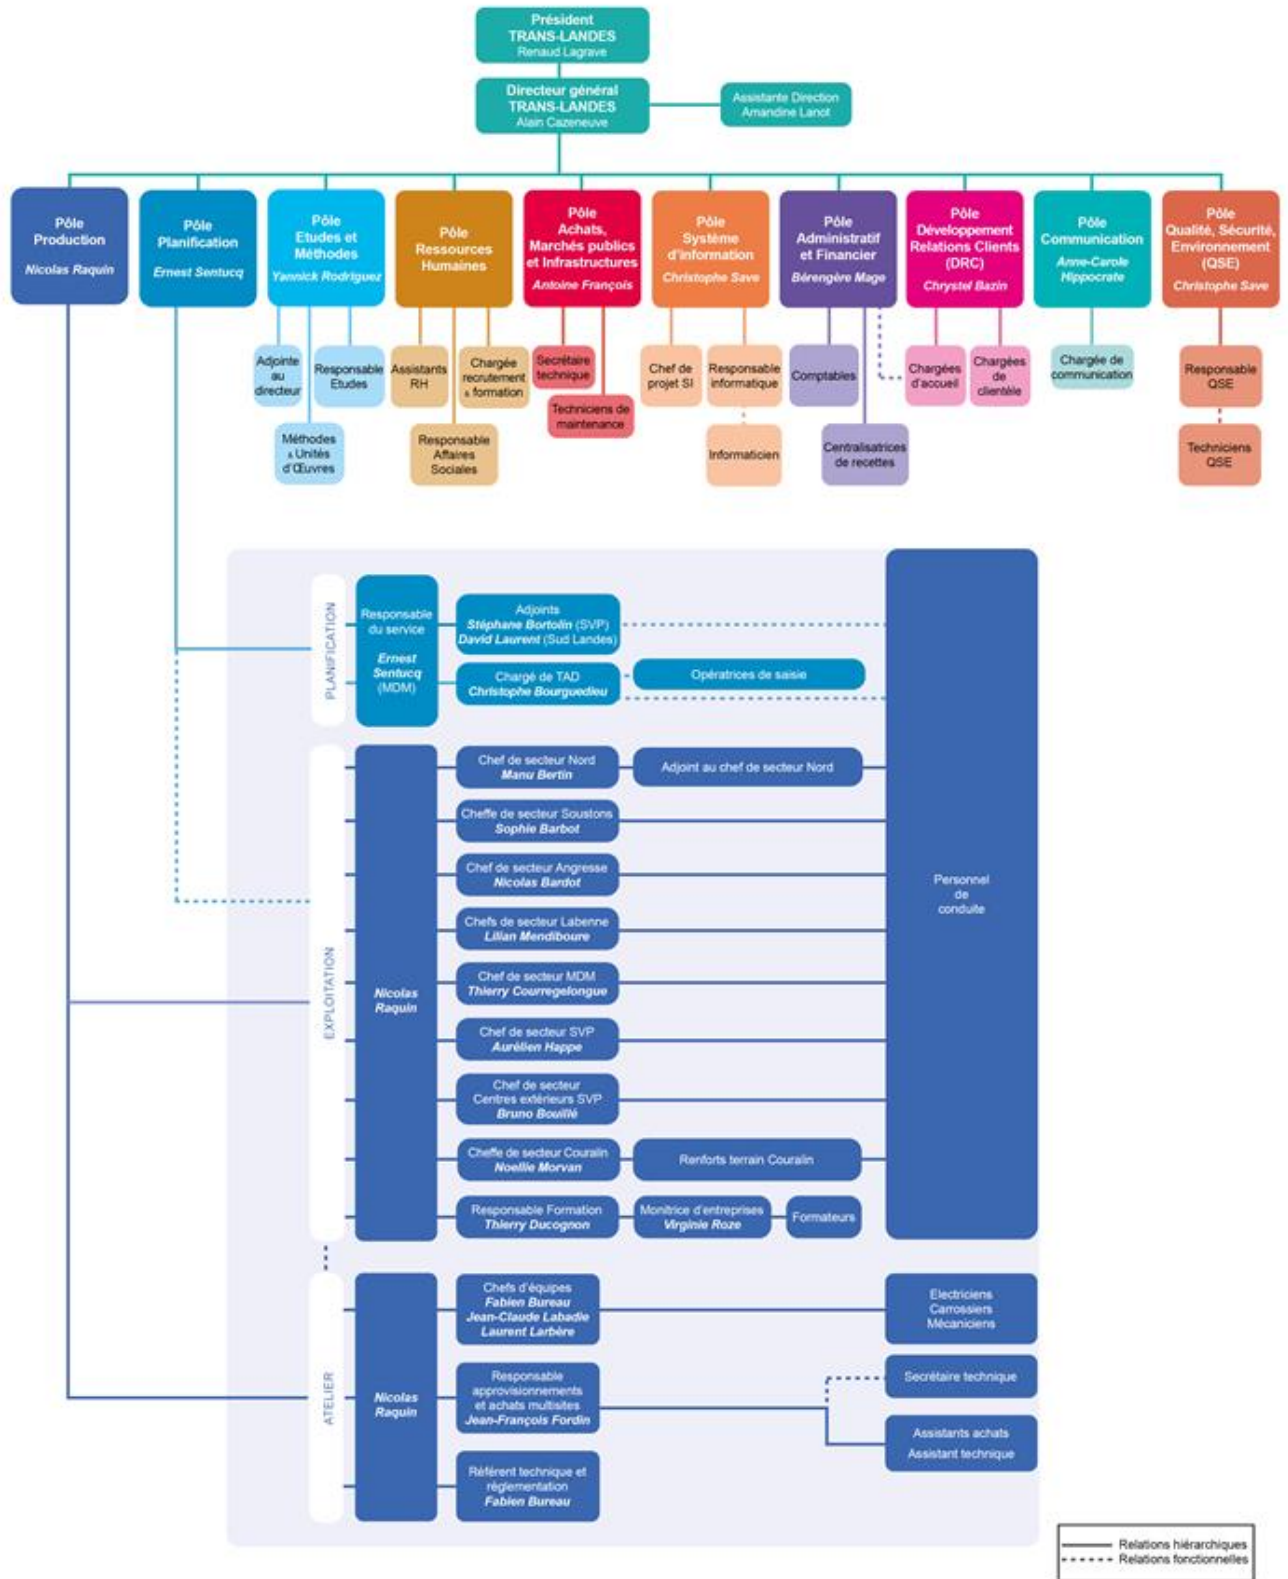 Président
TRANS-LANDES
Renaud Lagrave
Directeur général
TRANS-LANDES
Alain Cazeneuve
Assistante Direction
Amandine Lanot
Pôle
Production
Nicolas Raquin
Pôle
Planification
Ernest Sentucq
Pôle
Etudes et
Méthodes
Yannick Rodriguez
Pôle
Ressources
Humaines
Pôle
Achats,
Marchés publics
et Infrastructures
Antoine François
Pôle
Système
d'information
Christophe Save
Pôle
Administratif
et Financier
Bérengère Mage
Pôle
Développement
Relations Clients
(DRC)
Chrystel Bazin
Pôle
Communication
Anne-Carole
Hippocrate
Pôle
Qualité, Sécurité,
Environnement
(QSE)
Christophe Save
Adjointe
au
directeur
Responsable
Etudes
Méthodes
& Unités
d'Œuvres
Assistants
RH
Chargée
recrutement
& formation
Responsable
Affaires
Sociales
Secrétaire
technique
Techniciens de
maintenance
Chef de
projet SI
Responsable
informatique
Informaticien
Comptables
Centralisatrices
de recettes
Chargées
d'accueil
Chargées
de
clientèle
Chargée de
communication
Responsable
QSE
Techniciens
QSE
PLANIFICATION
Responsable
du service
Ernest
Sentucq
(MDM)
Adjoints
Stéphane Bortolin (SVP)
David Laurent (Sud Landes)
Chargé de TAD
Christophe Bourguedieu
Opératrices de saisie
EXPLOITATION
Nicolas
Raquin
Chef de secteur Nord
Manu Bertin
Adjoint au chef de secteur Nord
Cheffe de secteur Soustons
Sophie Barbot
Chef de secteur Angresse
Nicolas Bardot
Chefs de secteur Labenne
Lilian Mendiboure
Chef de secteur MDM
Thierry Courregelongue
Chef de secteur SVP
Aurélien Happe
Chef de secteur
Centres extérieurs SVP
Bruno Bouillé
Cheffe de secteur Couralin
Noellie Morvan
Renforts terrain Couralin
Responsable Formation
Thierry Ducognon
Monitrice d'entreprises
Virginie Roze
Formateurs
Personnel
de
conduite
ATELIER
Nicolas
Raquin
Chefs d'équipes
Fabien Bureau
Jean-Claude Labadie
Laurent Larbère
Electriciens
Carrossiers
Mécaniciens
Responsable
approvisionnements
et achats multisites
Jean-François Fordin
Secrétaire technique
Assistants achats
Assistant technique
Référent technique et
réglementation
Fabien Bureau
Relations hiérarchiques
Relations fonctionnelles